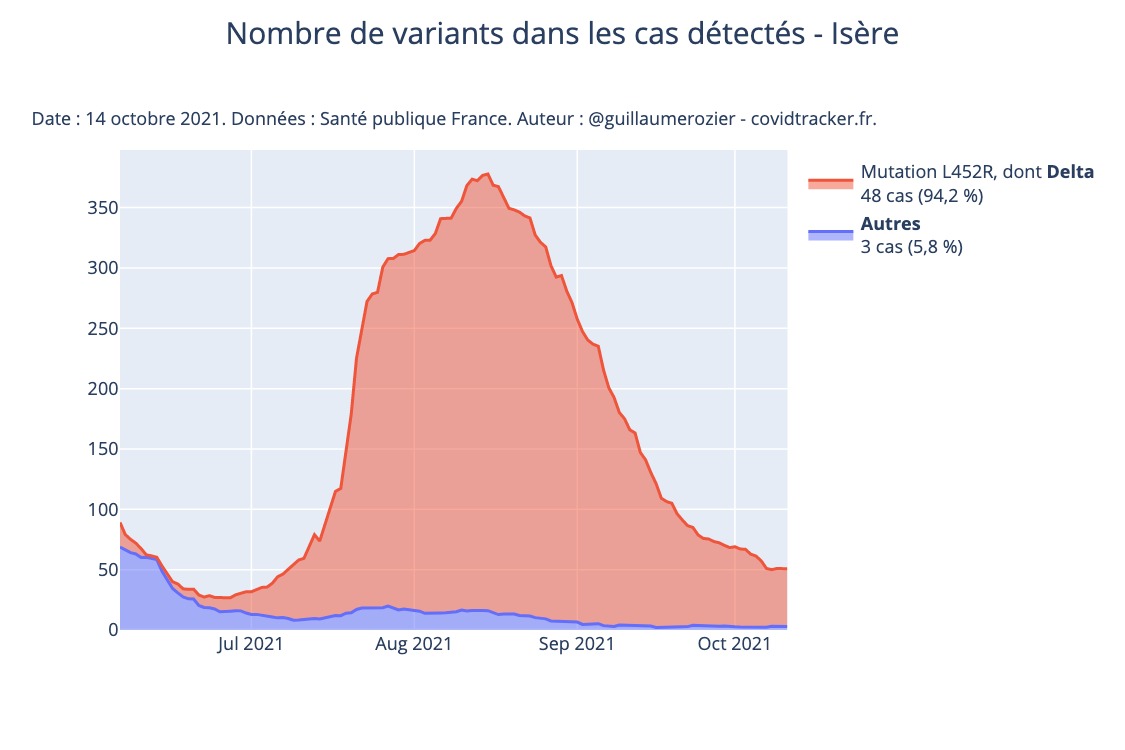 Nombre de variants dans les cas détectés - Isère
Date : 14 octobre 2021. Données : Santé publique France. Auteur : @guillaumerozier - covidtracker.fr.
Mutation L452R, dont Delta
48 cas (94,2 %)
Autres
3 cas (5,8 %)
350
300
250
200
150
100
50
0
Jul 2021 Aug 2021 Sep 2021 Oct 2021